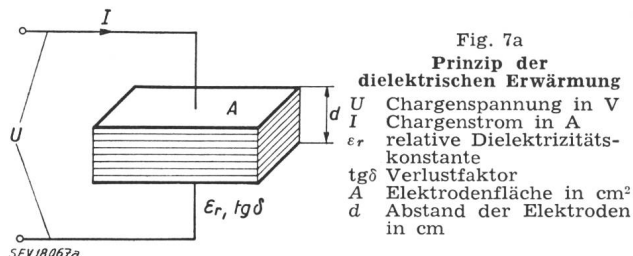 I
U
A
d
εr, tgδ
SEV18067a
Fig. 7a
Prinzip der
dielektrischen Erwärmung
U Chargenspannung in V
I Chargenstrom in A
εr relative Dielektrizitäts-
konstante
tgδ Verlustfaktor
A Elektrodenfläche in cm²
d Abstand der Elektroden
in cm